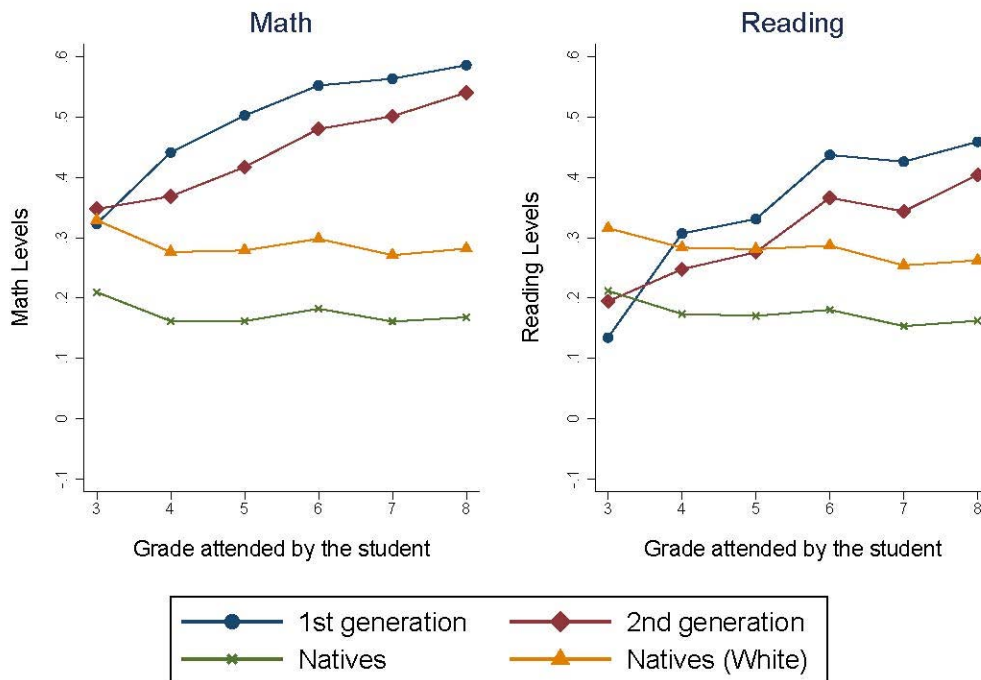 Math
Reading
Math Levels
.6
.5
.4
.3
.2
.1
0
-.1
3 4 5 6 7 8
Grade attended by the student
Reading Levels
.6
.5
.4
.3
.2
.1
0
-.1
3 4 5 6 7 8
Grade attended by the student
1st generation
2nd generation
Natives
Natives (White)